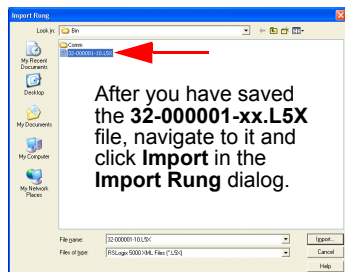 Import Rung
Look in: Bin
Comm
32-000001-10.L5X
My Recent
Documents
Desktop
My Documents
My Computer
My Network
Places
After you have saved
the 32-000001-xx.L5X
file, navigate to it and
click Import in the
Import Rung dialog.
File name: 32-000001-10.L5X Import...
Files of type: RSLogix 5000 XML Files (*.L5X) Cancel
Help